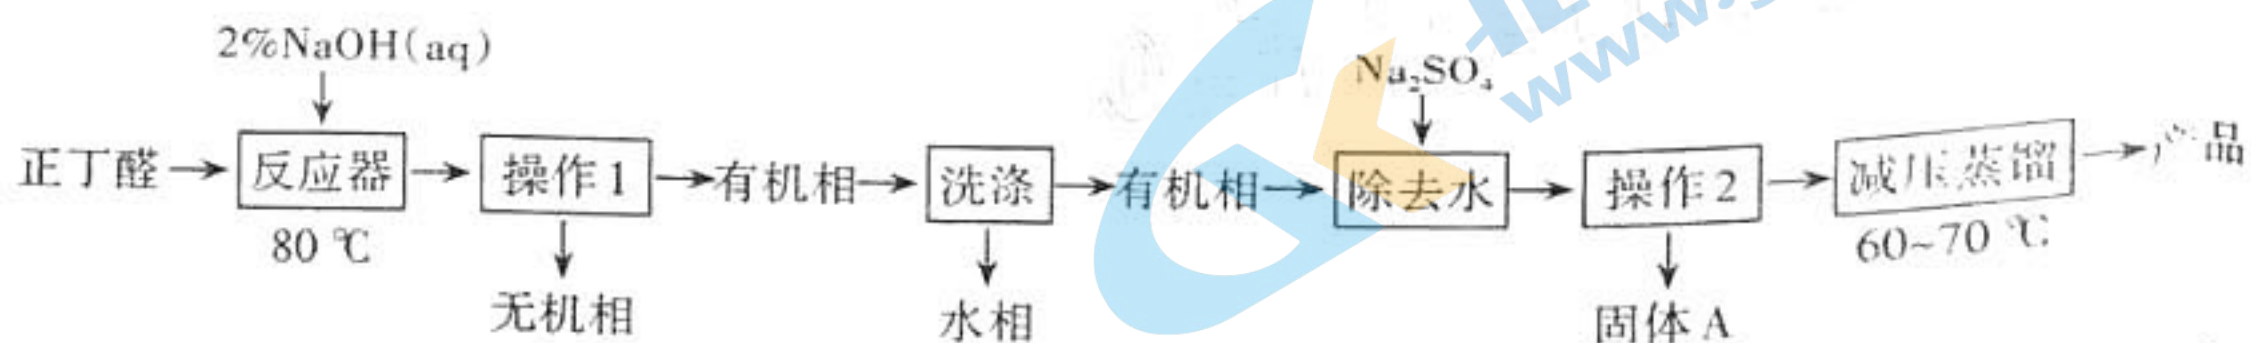 2%NaOH(aq)
Na₂SO₄
正丁醛 反应器 操作1 有机相 洗涤 有机相 除去水 操作2 减压蒸馏 产品
80 ℃
60~70 ℃
无机相
水相
固体A
www.